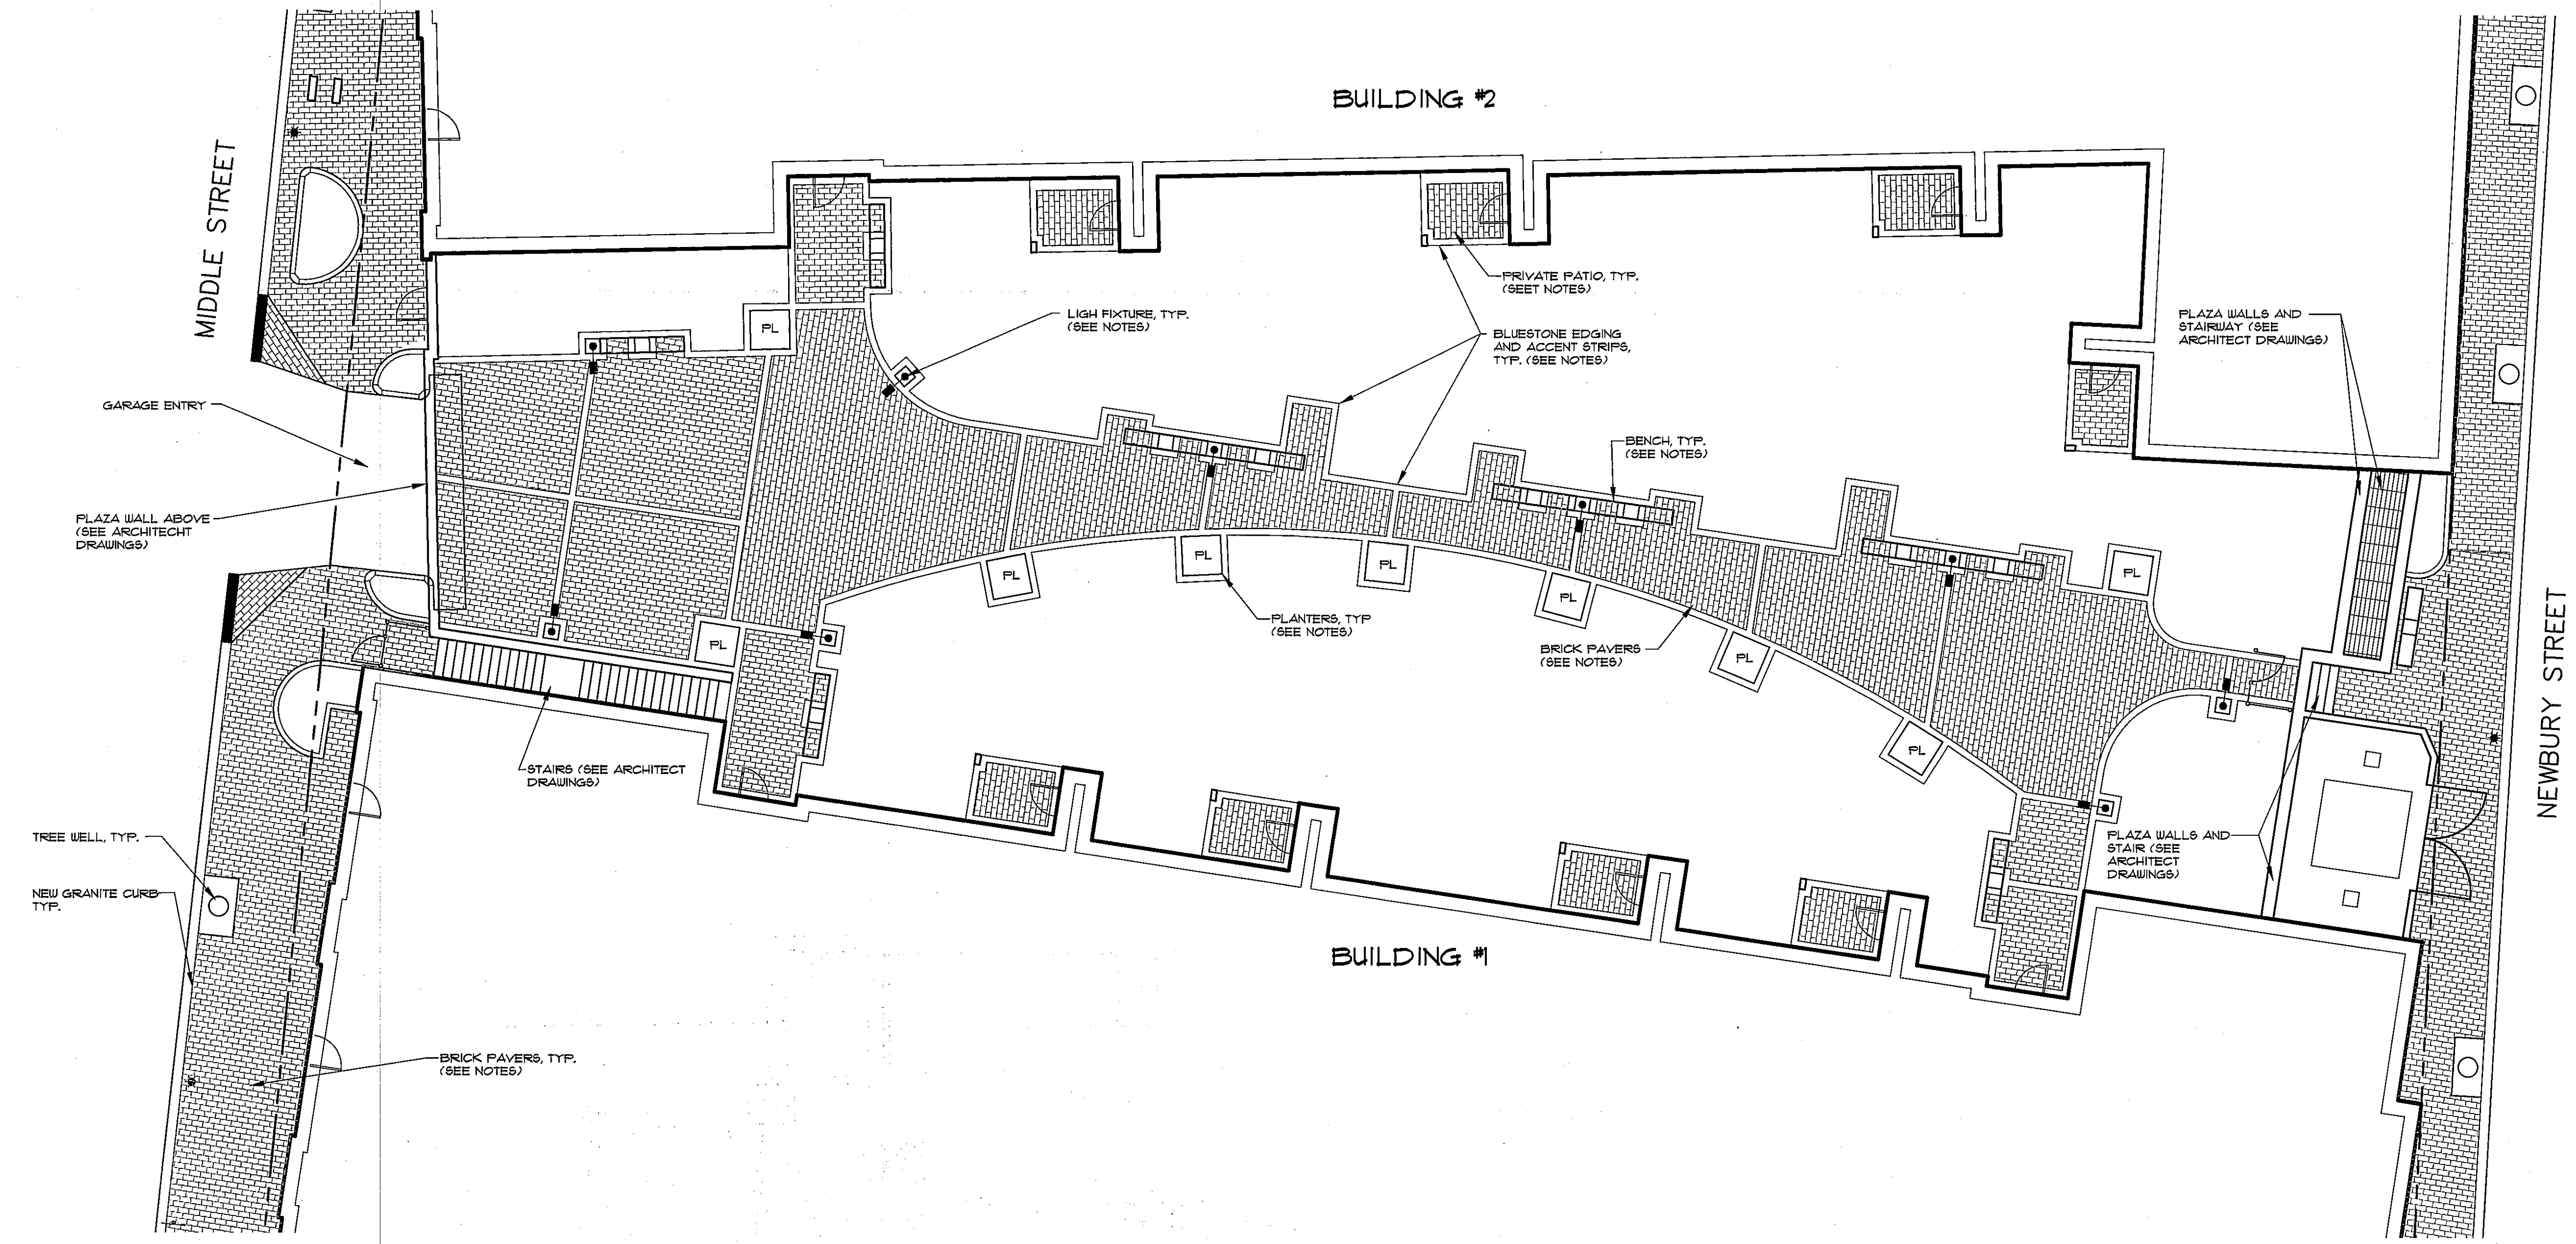 BUILDING #2
MIDDLE STREET
PRIVATE PATIO, TYP.
(SEET NOTES)
LIGH FIXTURE, TYP.
(SEE NOTES)
BLUESTONE EDGING
AND ACCENT STRIPS,
TYP. (SEE NOTES)
PLAZA WALLS AND
STAIRWAY (SEE
ARCHITECT DRAWINGS)
PL
GARAGE ENTRY
BENCH, TYP.
(SEE NOTES)
PLAZA WALL ABOVE
(SEE ARCHITECHT
DRAWINGS)
PL
PL
PL
PL
PL
PL
PLANTERS, TYP
(SEE NOTES)
BRICK PAVERS
(SEE NOTES)
PL
PL
PL
NEWBURY STREET
STAIRS (SEE ARCHITECT
DRAWINGS)
TREE WELL, TYP.
PLAZA WALLS AND
STAIR (SEE
ARCHITECT
DRAWINGS)
NEW GRANITE CURB
TYP.
BUILDING #1
BRICK PAVERS, TYP.
(SEE NOTES)